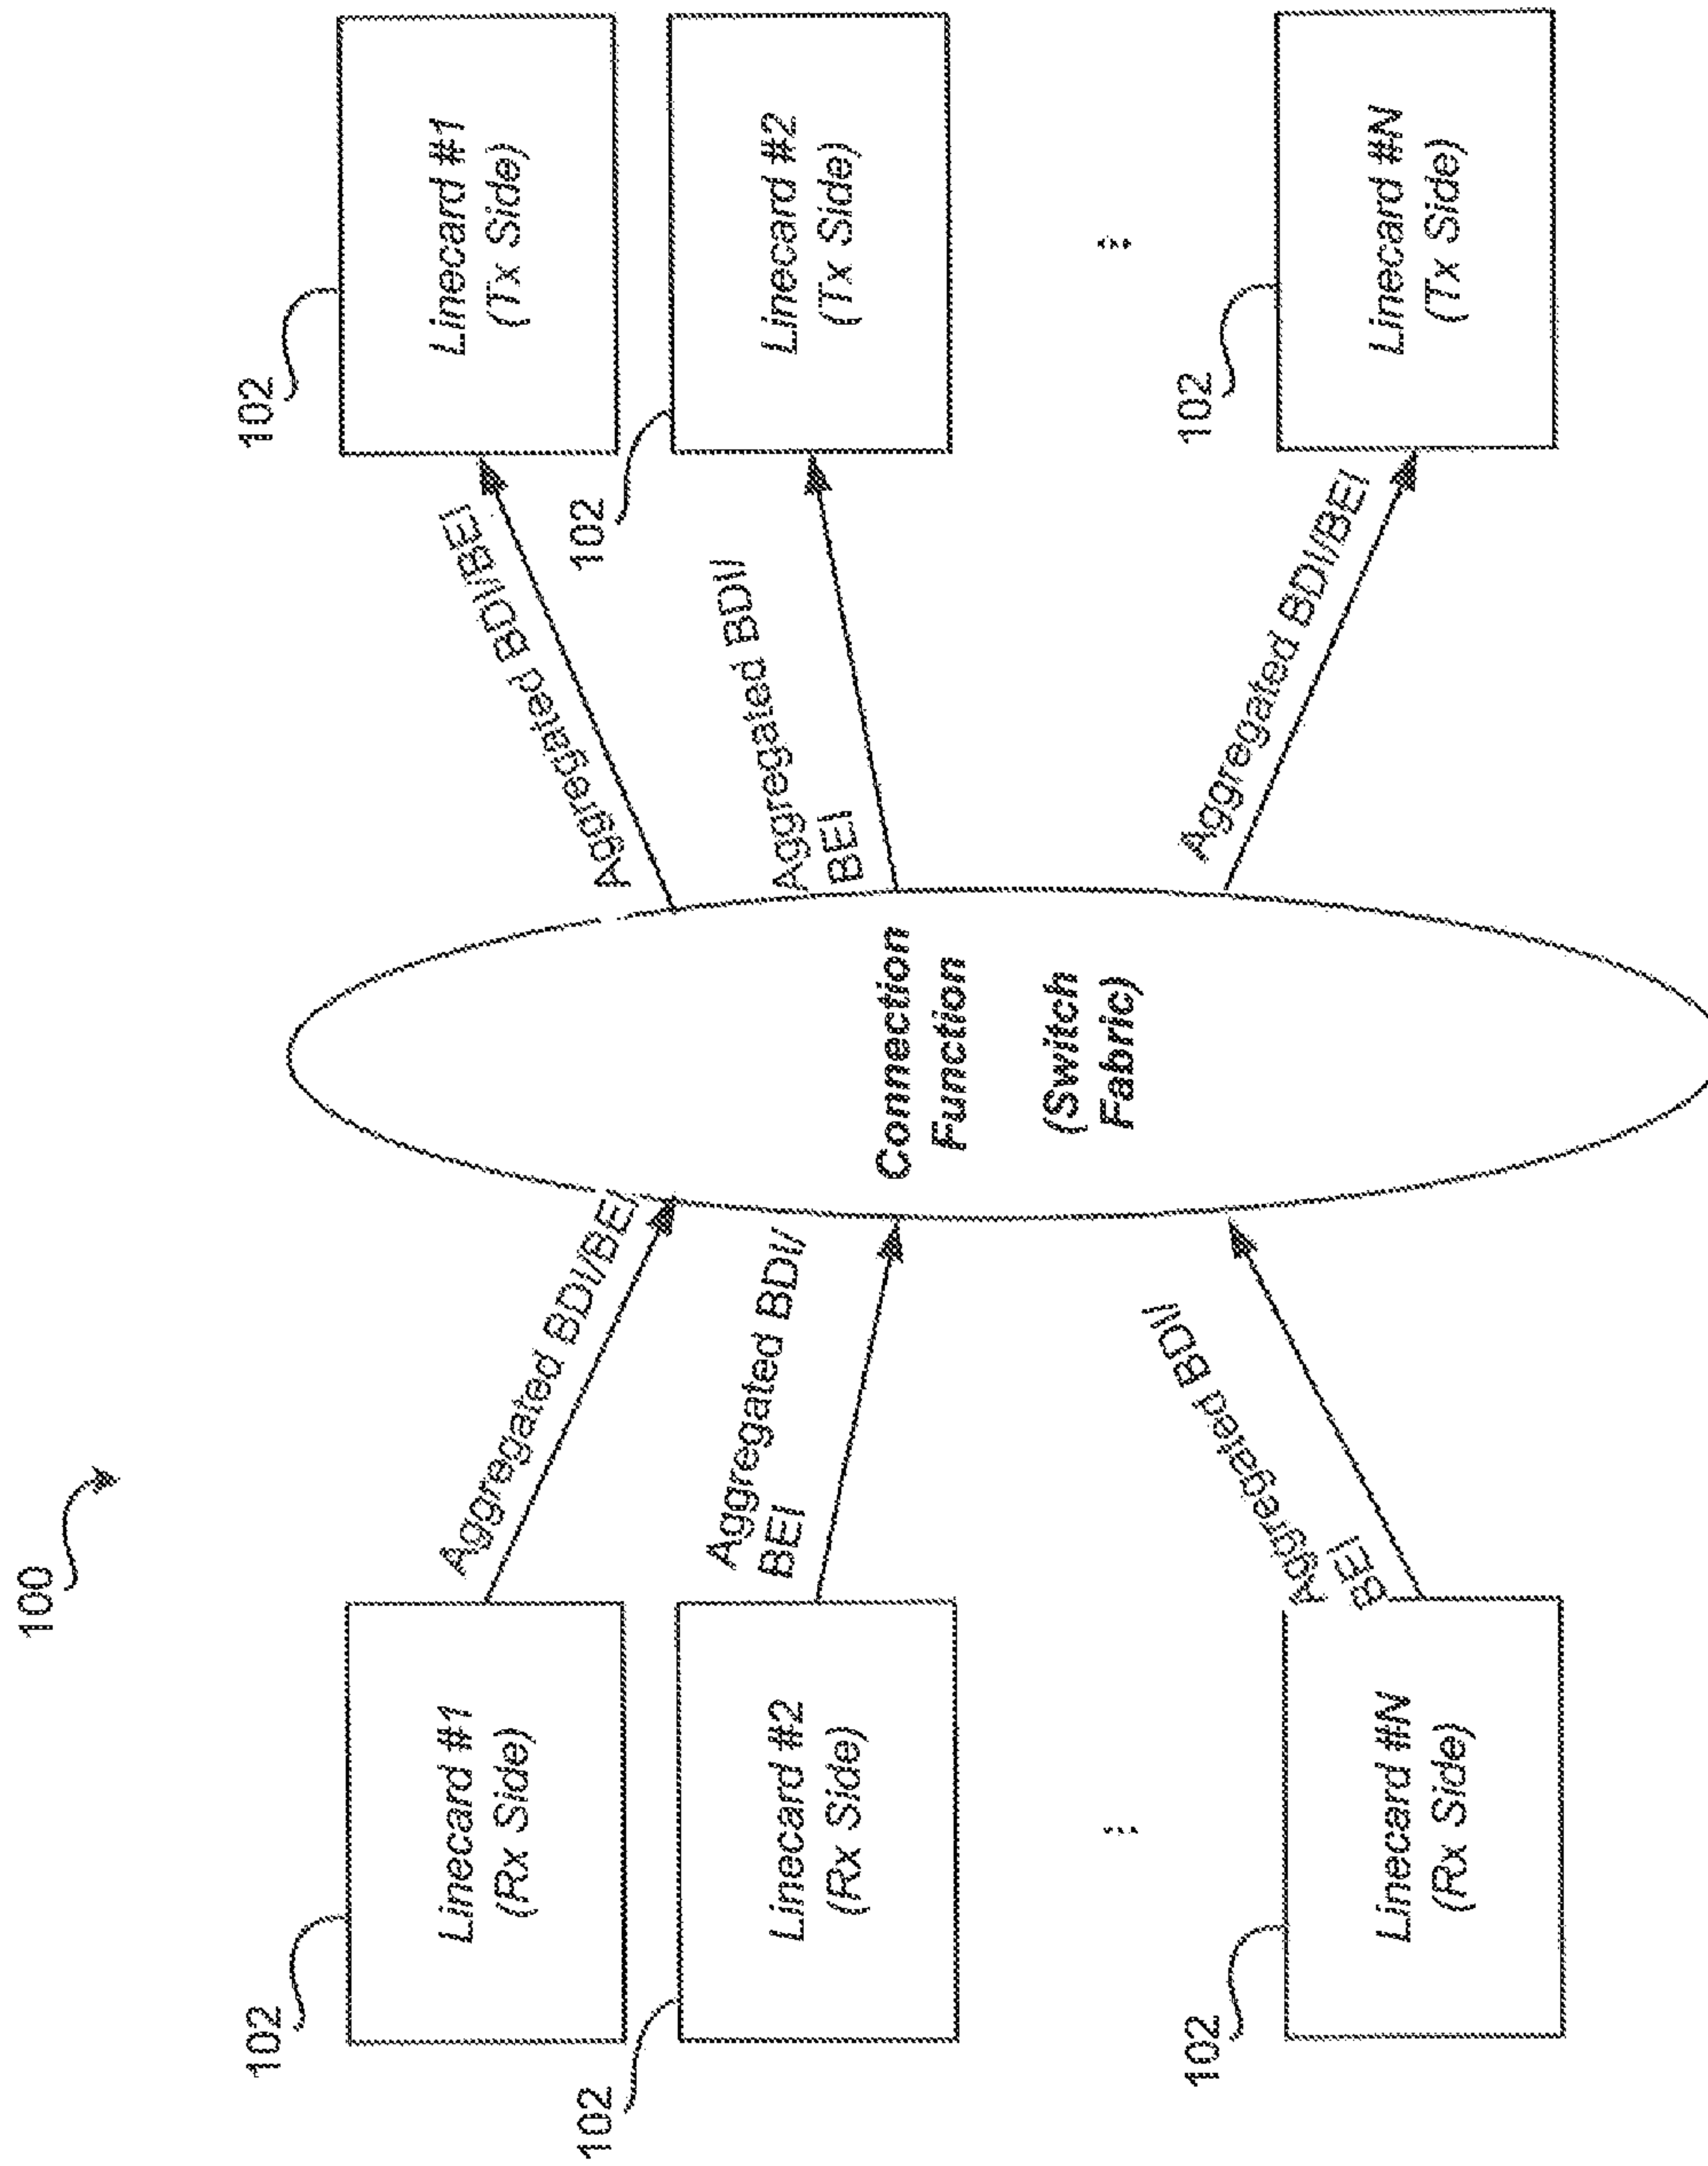 100
102
Linecard #1
(Rx Side)
102
Linecard #2
(Rx Side)
...
102
Linecard #N
(Rx Side)
Aggregated BDI/BEI
Aggregated BDI/
BEI
Aggregated BDI/
BEI
Connection
Function
(Switch
Fabric)
Aggregated BDI/BEI
Aggregated BDI/
BEI
Aggregated BDI/BEI
102
Linecard #1
(Tx Side)
102
Linecard #2
(Tx Side)
...
102
Linecard #N
(Tx Side)